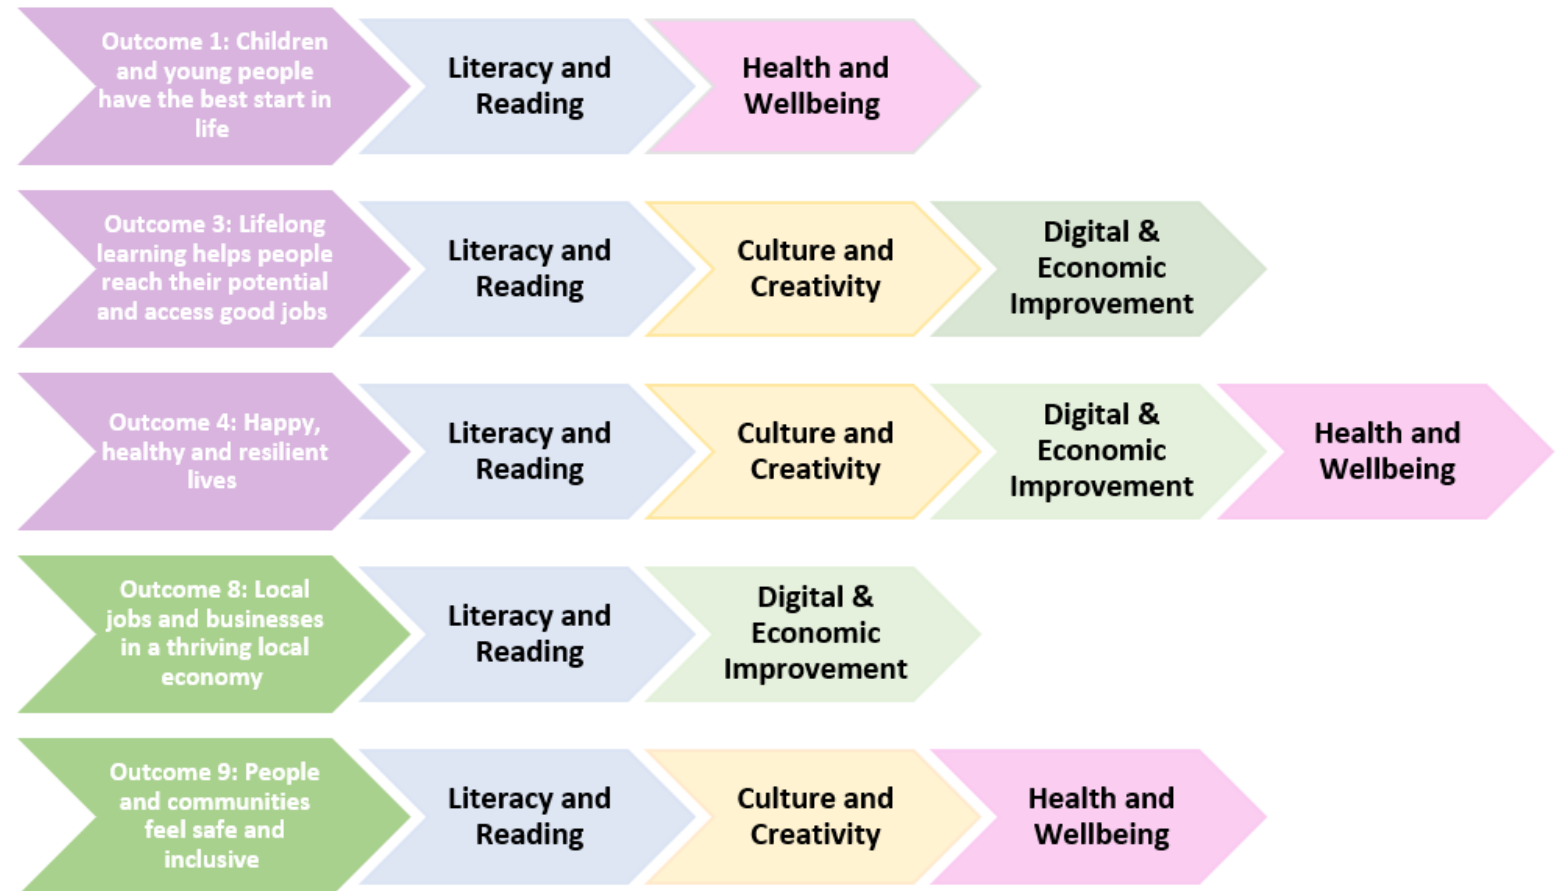 Outcome 1: Children
and young people
have the best start in
life
Literacy and
Reading
Health and
Wellbeing
Outcome 3: Lifelong
learning helps people
reach their potential
and access good jobs
Literacy and
Reading
Culture and
Creativity
Digital &
Economic
Improvement
Outcome 4: Happy,
healthy and resilient
lives
Literacy and
Reading
Culture and
Creativity
Digital &
Economic
Improvement
Health and
Wellbeing
Outcome 8: Local
jobs and businesses
in a thriving local
economy
Literacy and
Reading
Digital &
Economic
Improvement
Outcome 9: People
and communities
feel safe and
inclusive
Literacy and
Reading
Culture and
Creativity
Health and
Wellbeing